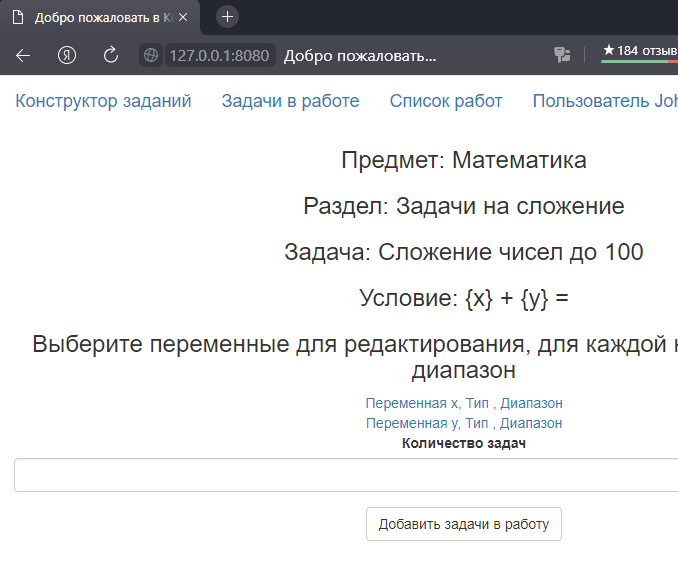 Добро пожаловать в К
127.0.0.1:8080 Добро пожаловать... ★184 отзыв
Конструктор заданий Задачи в работе Список работ Пользователь Joh
Предмет: Математика
Раздел: Задачи на сложение
Задача: Сложение чисел до 100
Условие: {x} + {y} =
Выберите переменные для редактирования, для каждой
диапазон
Переменная x, Тип , Диапазон
Переменная y, Тип , Диапазон
Количество задач
Добавить задачи в работу